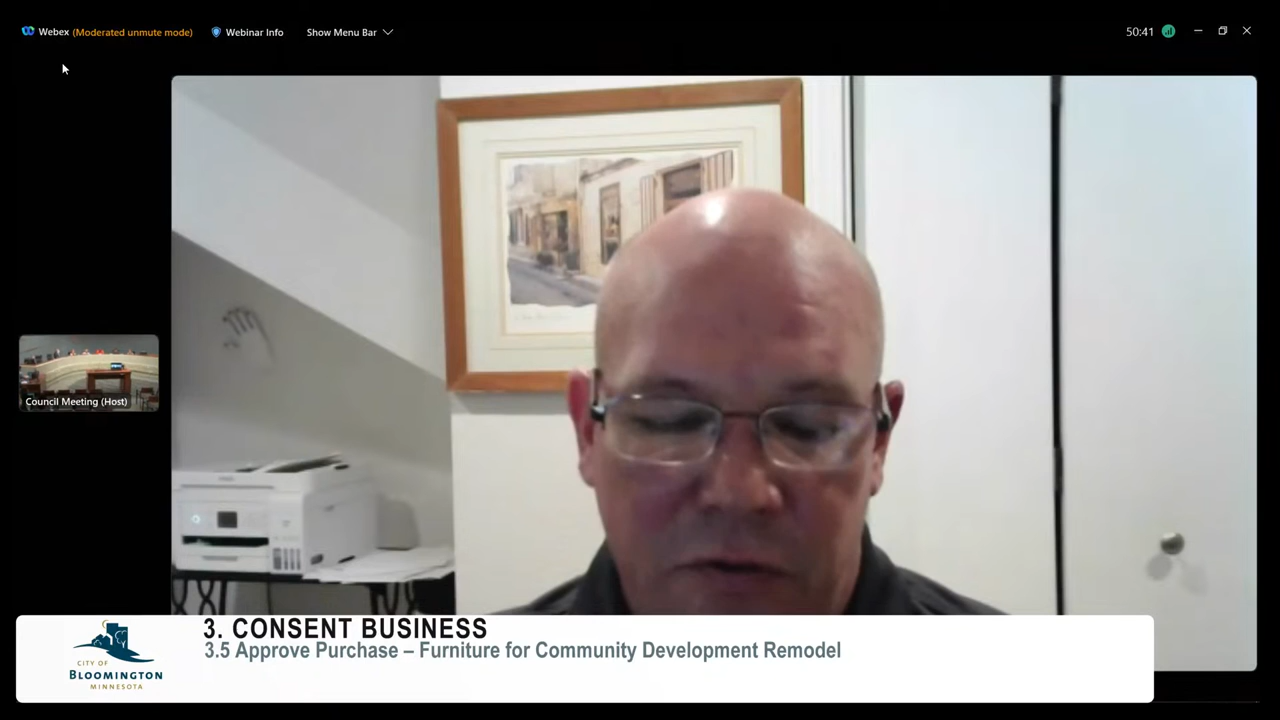 Webex (Moderated unmute mode)
Webinar Info
Show Menu Bar
50:41
Council Meeting (Host)
3. CONSENT BUSINESS
3.5 Approve Purchase – Furniture for Community Development Remodel
CITY OF
BLOOMINGTON
MINNESOTA